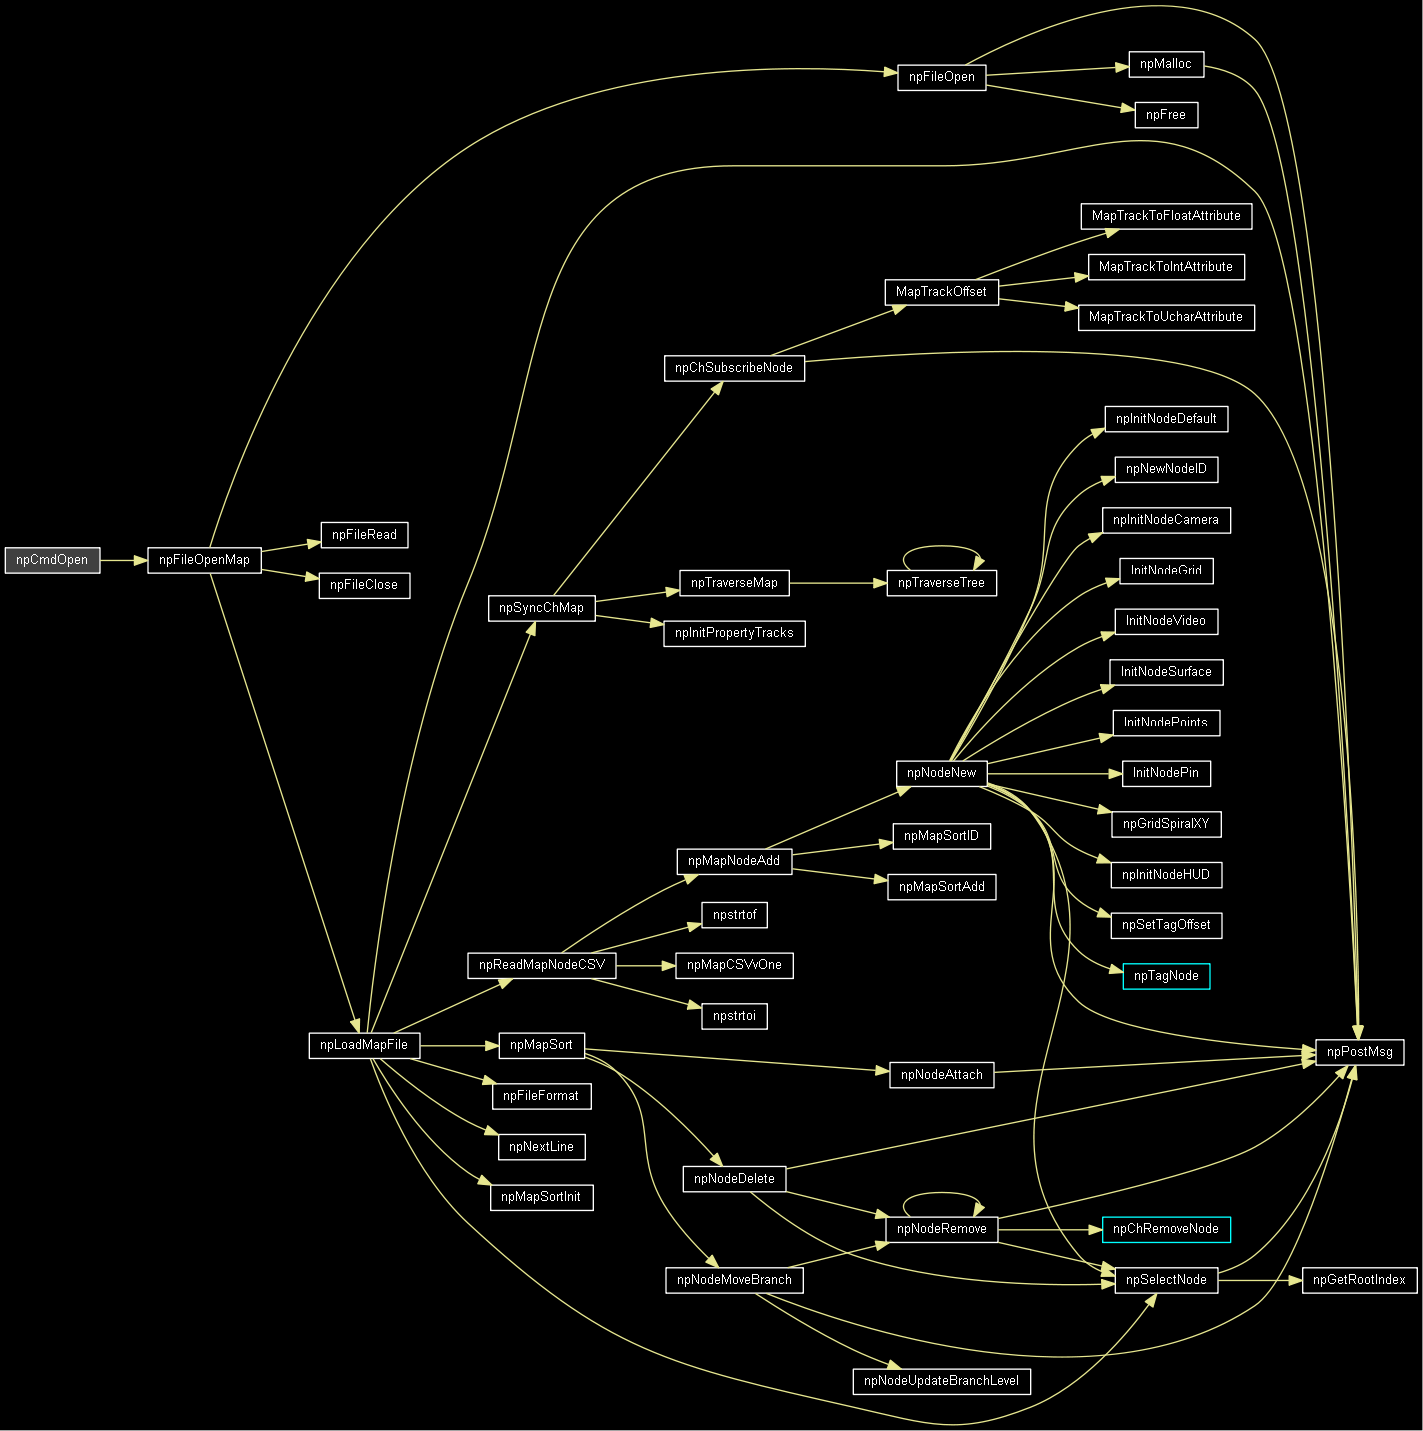 npFileOpen
npMalloc
npFree
MapTrackToFloatAttribute
MapTrackToIntAttribute
MapTrackOffset
MapTrackToUcharAttribute
npChSubscribeNode
npInitNodeDefault
npNewNodeID
npInitNodeCamera
npFileRead
npCmdOpen
npFileOpenMap
npFileClose
InitNodeGrid
npTraverseMap
npTraverseTree
npSyncChMap
npInitPropertyTracks
InitNodeVideo
InitNodeSurface
InitNodePoints
npNodeNew
InitNodePin
npGridSpiralXY
npMapSortID
npMapNodeAdd
npInitNodeHUD
npMapSortAdd
npstrtof
npSetTagOffset
npReadMapNodeCSV
npMapCSVvOne
npTagNode
npstrtoi
npLoadMapFile
npMapSort
npPostMsg
npNodeAttach
npFileFormat
npNextLine
npNodeDelete
npMapSortInit
npNodeRemove
npChRemoveNode
npNodeMoveBranch
npSelectNode
npGetRootIndex
npNodeUpdateBranchLevel